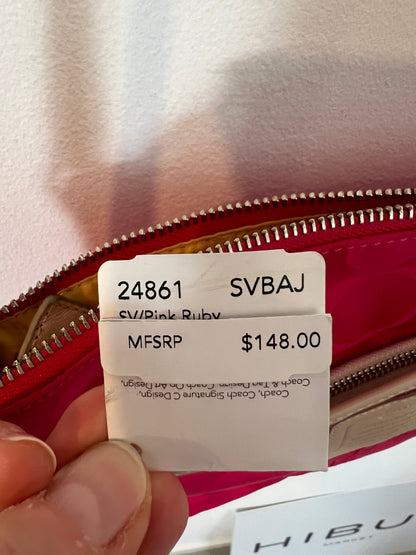 24861 SVBAJ
SV/Pink Ruby
MFSRP $148.00
Coach, Coach Signature C Design,
Coach & Tag Design, Coach Op Art Design,
HIBU
MARKET